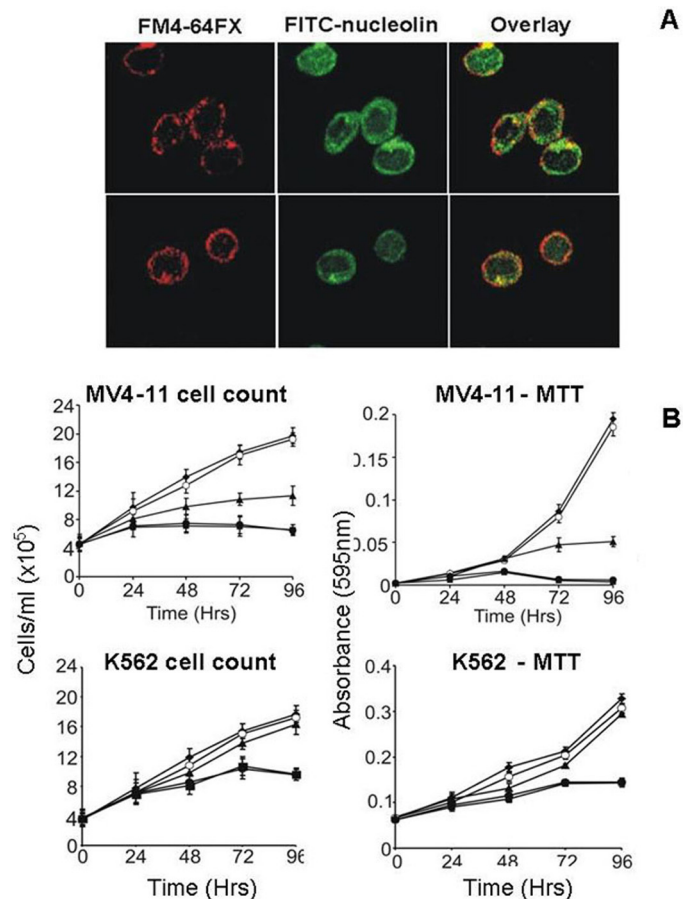 FM4-64FX FITC-nucleolin Overlay A
MV4-11 cell count MV4-11 - MTT B
24
20
16
12
8
4
0
0 24 48 72 96
Time (Hrs)
0.2
0.15
0.1
0.05
0
0 24 48 72 96
Time (Hrs)
Cells/ml (x10⁵)
Absorbance (595nm)
K562 cell count K562 - MTT
24
20
16
12
8
4
0
0 24 48 72 96
Time (Hrs)
0.4
0.3
0.2
0.1
0
0 24 48 72 96
Time (Hrs)